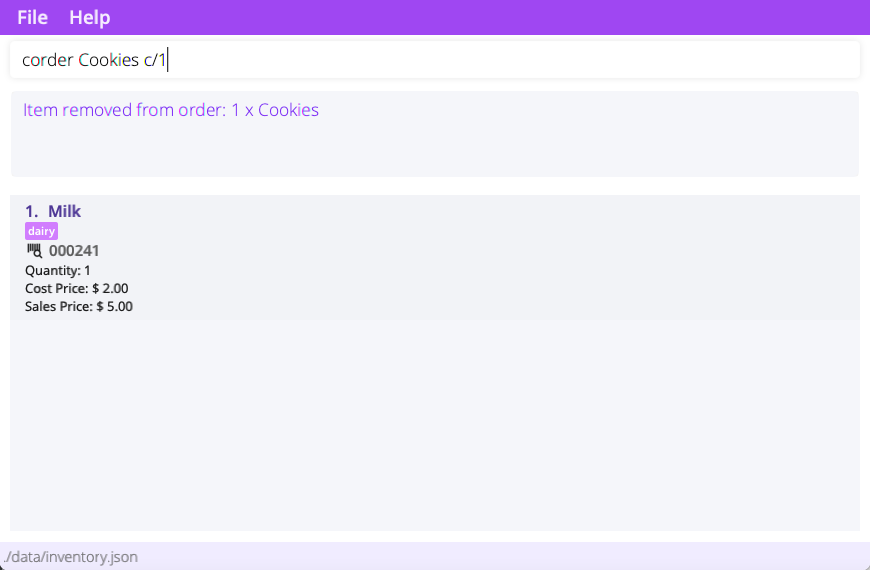 File Help
corder Cookies c/1
Item removed from order: 1 x Cookies
1. Milk
dairy
000241
Quantity: 1
Cost Price: $ 2.00
Sales Price: $ 5.00
./data/inventory.json